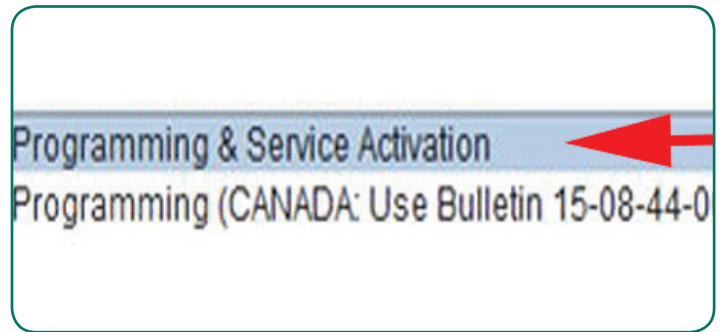 Programming & Service Activation
Programming (CANADA: Use Bulletin 15-08-44-0